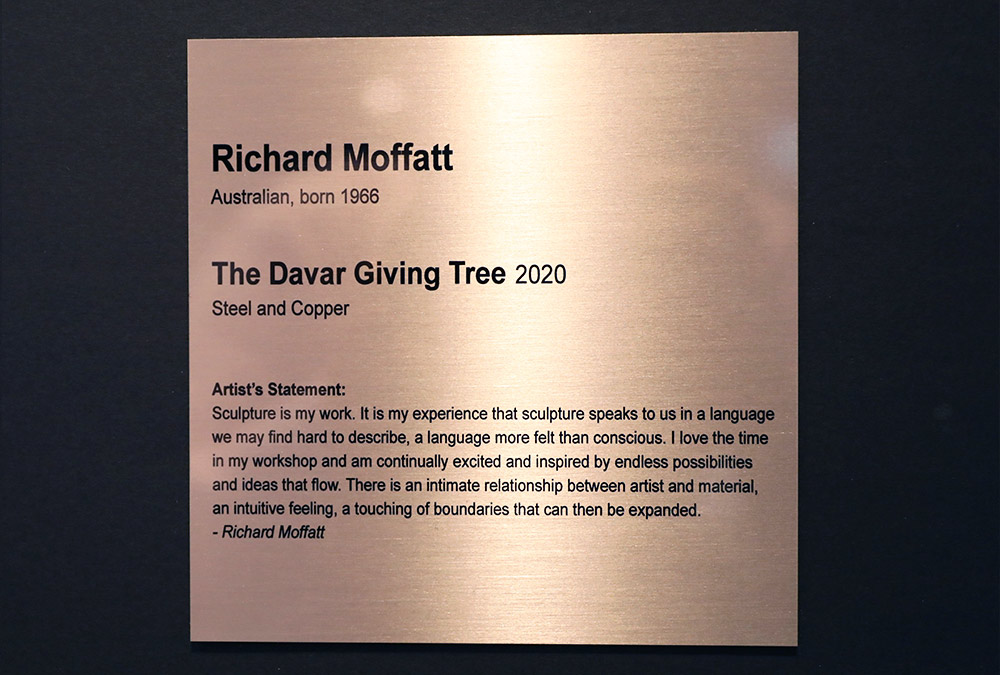 Richard Moffatt
Australian, born 1966
The Davar Giving Tree 2020
Steel and Copper
Artist’s Statement:
Sculpture is my work. It is my experience that sculpture speaks to us in a language
we may find hard to describe, a language more felt than conscious. I love the time
in my workshop and am continually excited and inspired by endless possibilities
and ideas that flow. There is an intimate relationship between artist and material,
an intuitive feeling, a touching of boundaries that can then be expanded.
- Richard Moffatt